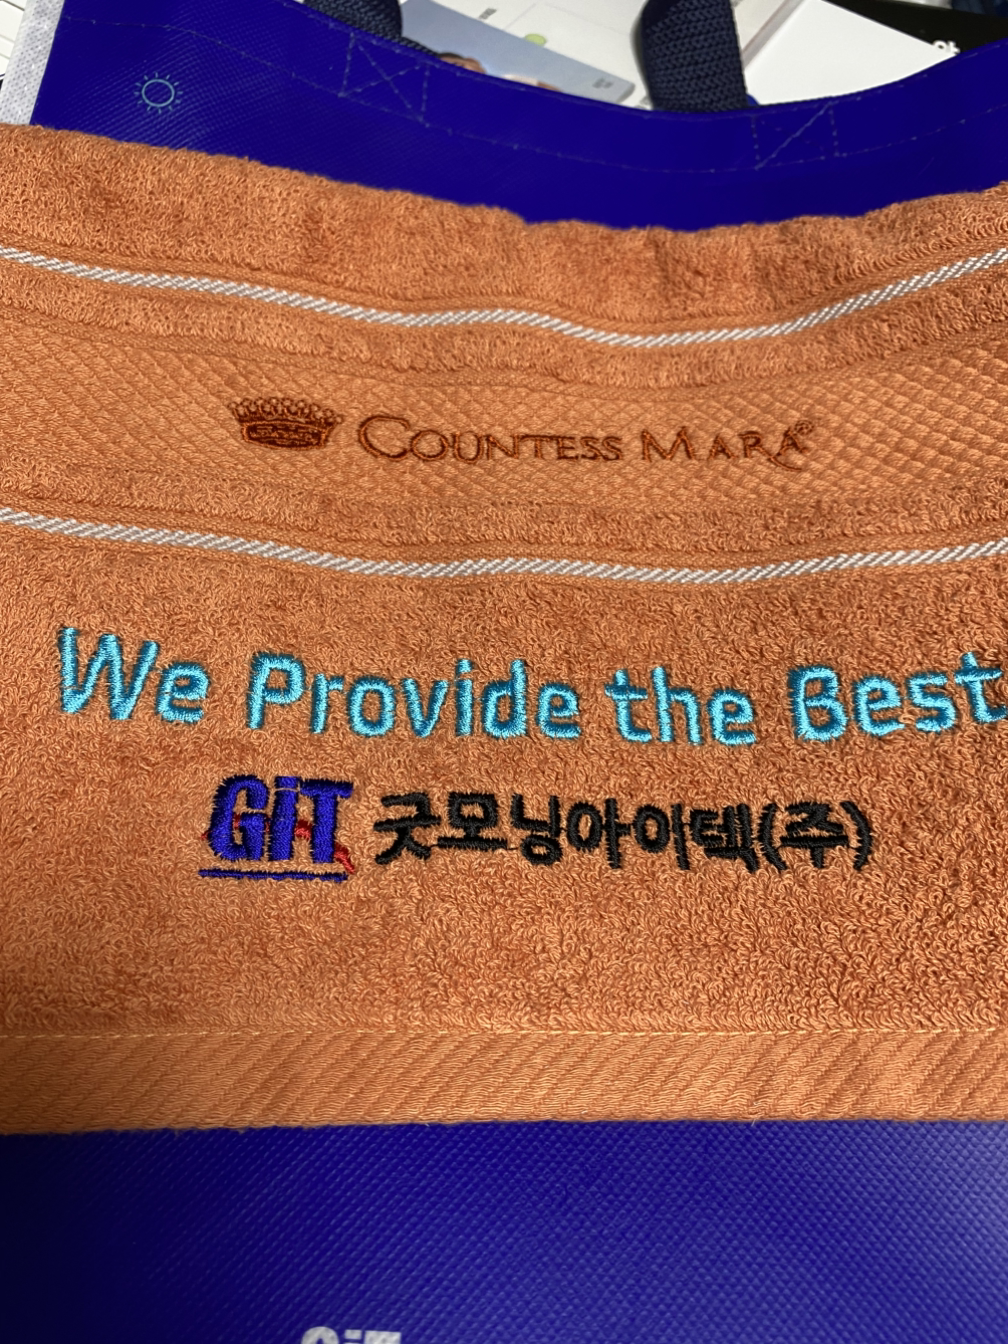 COUNTESS MARA®
We Provide the Best
GiT 굿모닝아이텍(주)